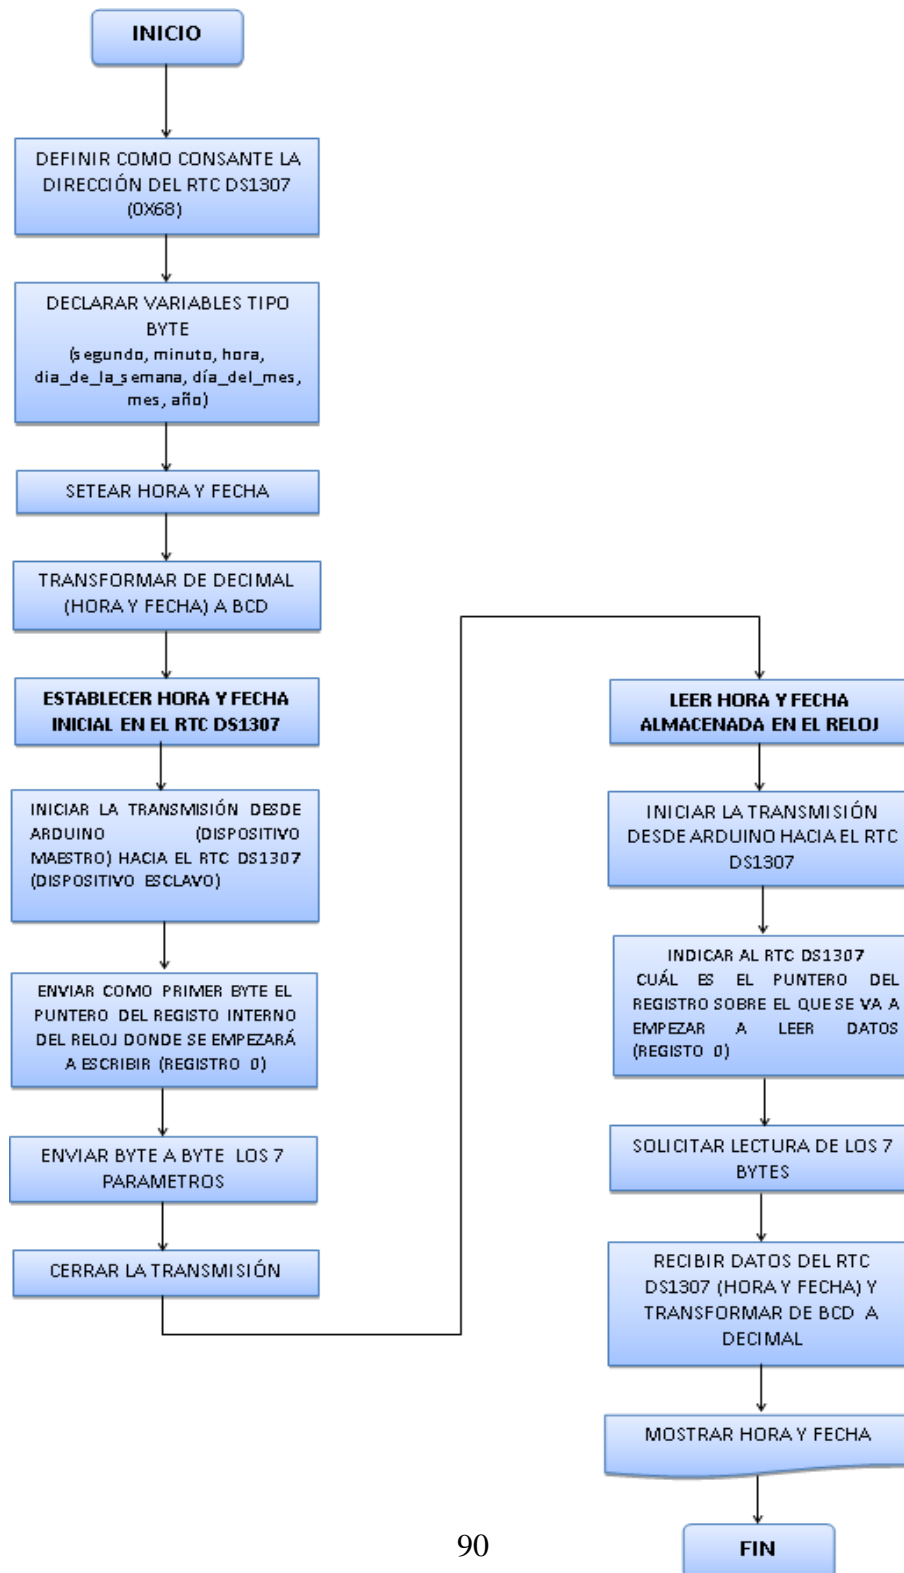 INICIO
DEFINIR COMO CONSANTE LA
DIRECCIÓN DEL RTC DS1307
(0X68)
DECLARAR VARIABLES TIPO
BYTE
(segundo, minuto, hora,
dia_de_la_semana, día_del_mes,
mes, año)
SETEAR HORA Y FECHA
TRANSFORMAR DE DECIMAL
(HORA Y FECHA) A BCD
ESTABLECER HORA Y FECHA
INICIAL EN EL RTC DS1307
INICIAR LA TRANSMISIÓN DESDE
ARDUINO (DISPOSITIVO
MAESTRO) HACIA EL RTC DS1307
(DISPOSITIVO ESCLAVO)
ENVIAR COMO PRIMER BYTE EL
PUNTERO DEL REGISTO INTERNO
DEL RELOJ DONDE SE EMPEZARÁ
A ESCRIBIR (REGISTRO 0)
ENVIAR BYTE A BYTE LOS 7
PARAMETROS
CERRAR LA TRANSMISIÓN
LEER HORA Y FECHA
ALMACENADA EN EL RELOJ
INICIAR LA TRANSMISIÓN
DESDE ARDUINO HACIA EL RTC
DS1307
INDICAR AL RTC DS1307
CUÁL ES EL PUNTERO DEL
REGISTRO SOBRE EL QUE SE VA A
EMPEZAR A LEER DATOS
(REGISTO 0)
SOLICITAR LECTURA DE LOS 7
BYTES
RECIBIR DATOS DEL RTC
DS1307 (HORA Y FECHA) Y
TRANSFORMAR DE BCD A
DECIMAL
MOSTRAR HORA Y FECHA
FIN
90